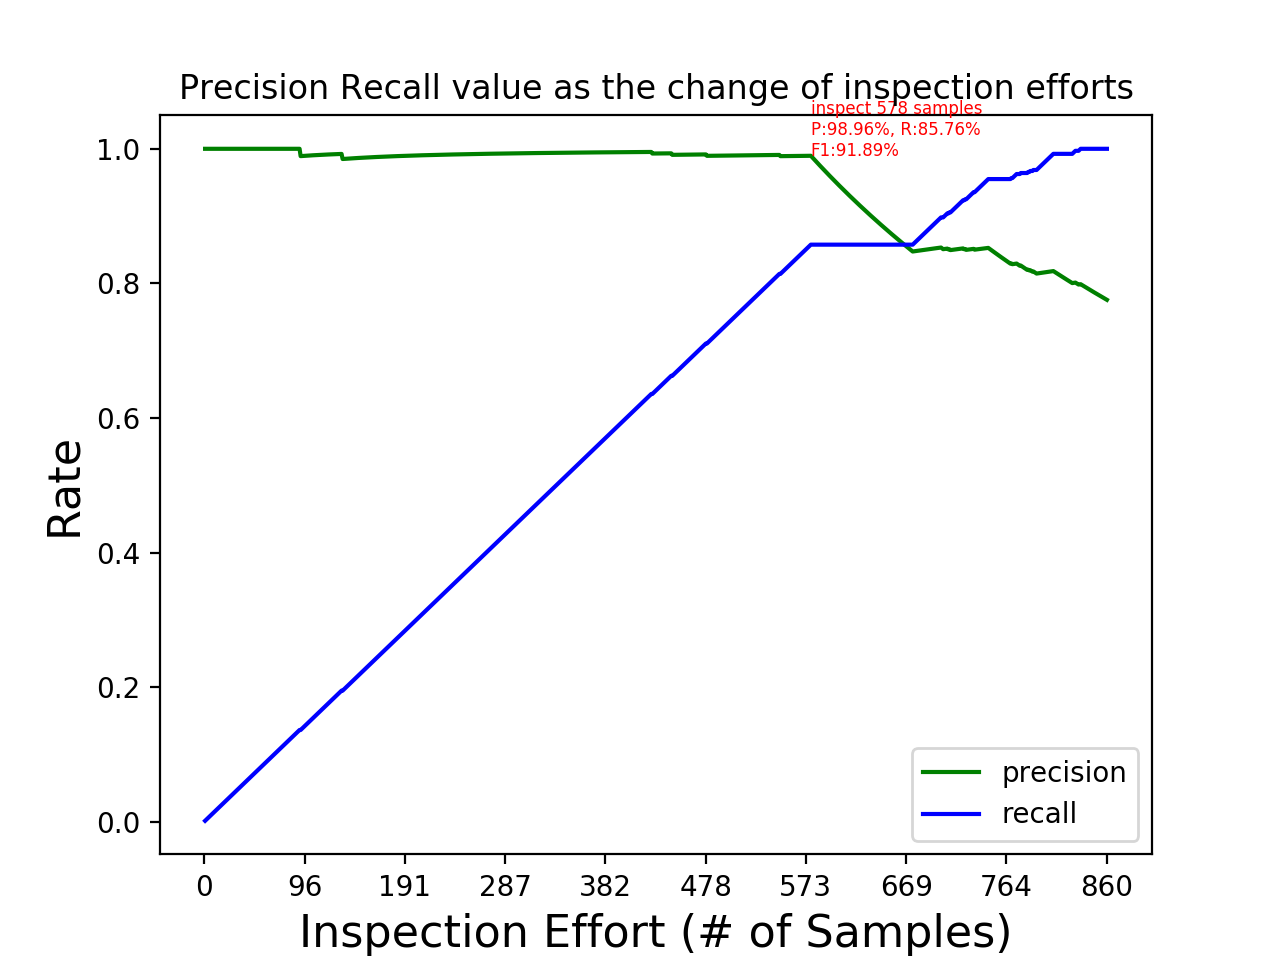 Precision Recall value as the change of inspection efforts
inspect 578 samples
P:98.96%, R:85.76%
F1:91.89%
1.0
0.8
0.6
0.4
0.2
0.0
Rate
precision
recall
0 96 191 287 382 478 573 669 764 860
Inspection Effort (# of Samples)